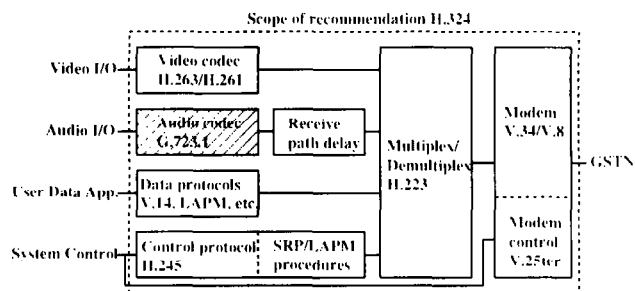 Scope of recommendation H.324
Video I/O
Video codec
H.263/H.261
Audio I/O
Audio codec
G.723.1
Receive
path delay
User Data App.
Data protocols
V.14, LAPM, etc.
System Control
Control protocol
H.245
SRP/LAPM
procedures
Multiplex/
Demultiplex
H.223
Modem
V.34/V.8
Modem
control
V.25ter
GSTN